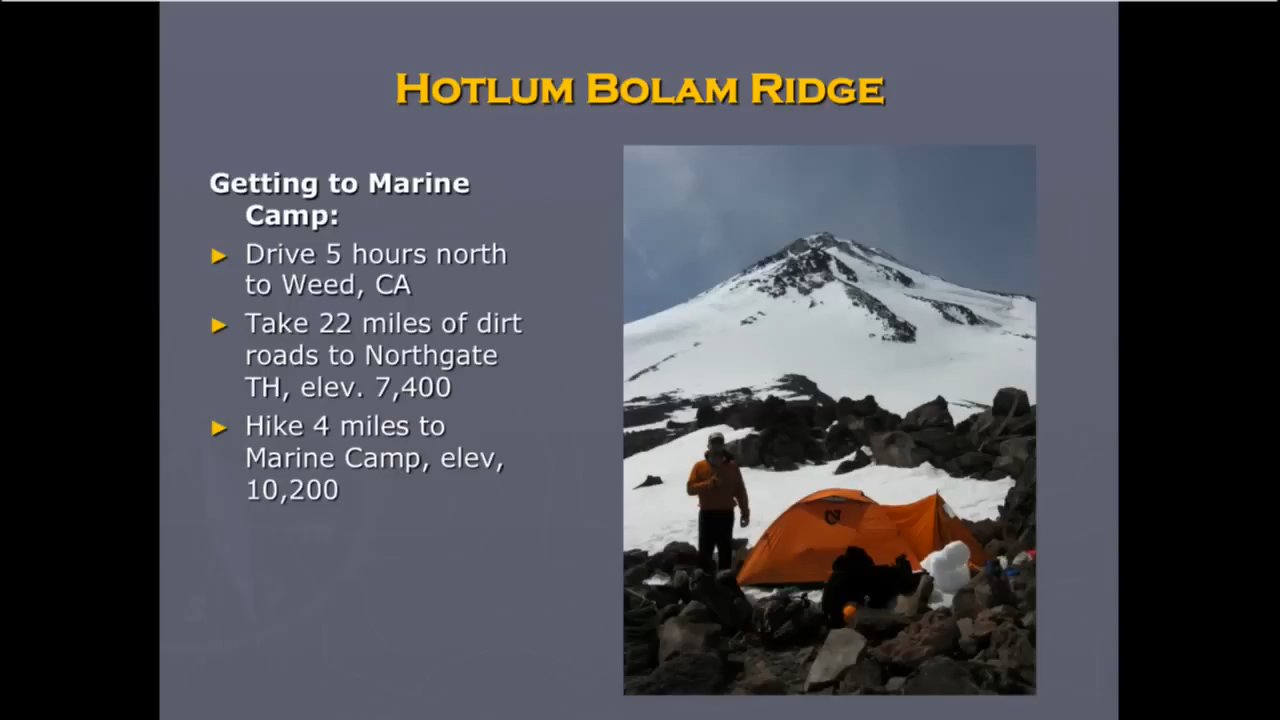 HOTLUM BOLAM RIDGE
Getting to Marine
Camp:
► Drive 5 hours north
to Weed, CA
► Take 22 miles of dirt
roads to Northgate
TH, elev. 7,400
► Hike 4 miles to
Marine Camp, elev,
10,200